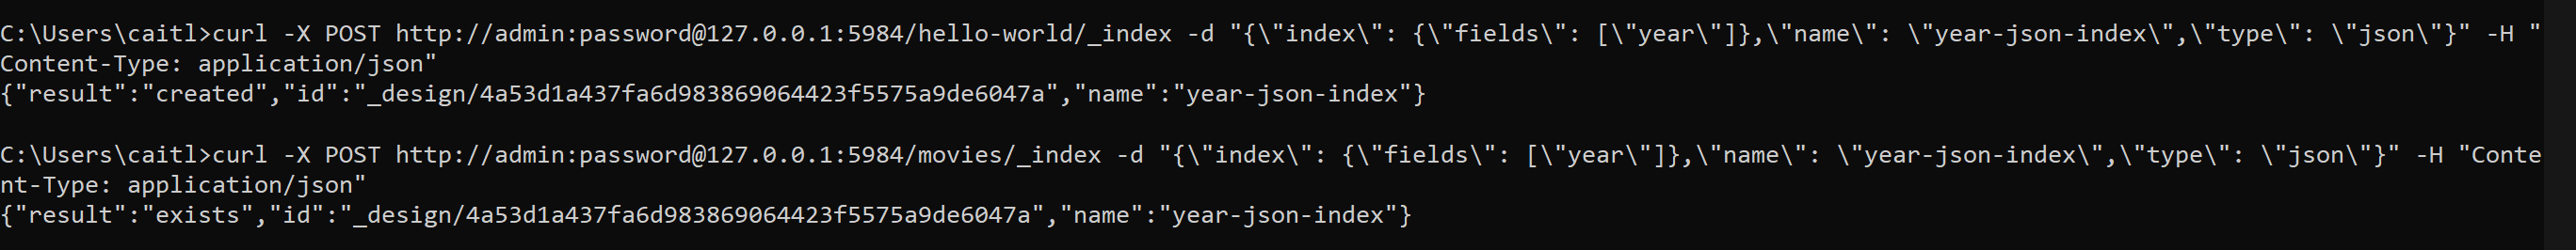 C:\Users\caitl>curl -X POST http://admin:password@127.0.0.1:5984/hello-world/_index -d "{\"index\": {\"fields\": [\"year\"]},\"name\": \"year-json-index\",\"type\": \"json\"}" -H "
Content-Type: application/json"
{"result":"created","id":"_design/4a53d1a437fa6d983869064423f5575a9de6047a","name":"year-json-index"}
C:\Users\caitl>curl -X POST http://admin:password@127.0.0.1:5984/movies/_index -d "{\"index\": {\"fields\": [\"year\"]},\"name\": \"year-json-index\",\"type\": \"json\"}" -H "Conte
nt-Type: application/json"
{"result":"exists","id":"_design/4a53d1a437fa6d983869064423f5575a9de6047a","name":"year-json-index"}